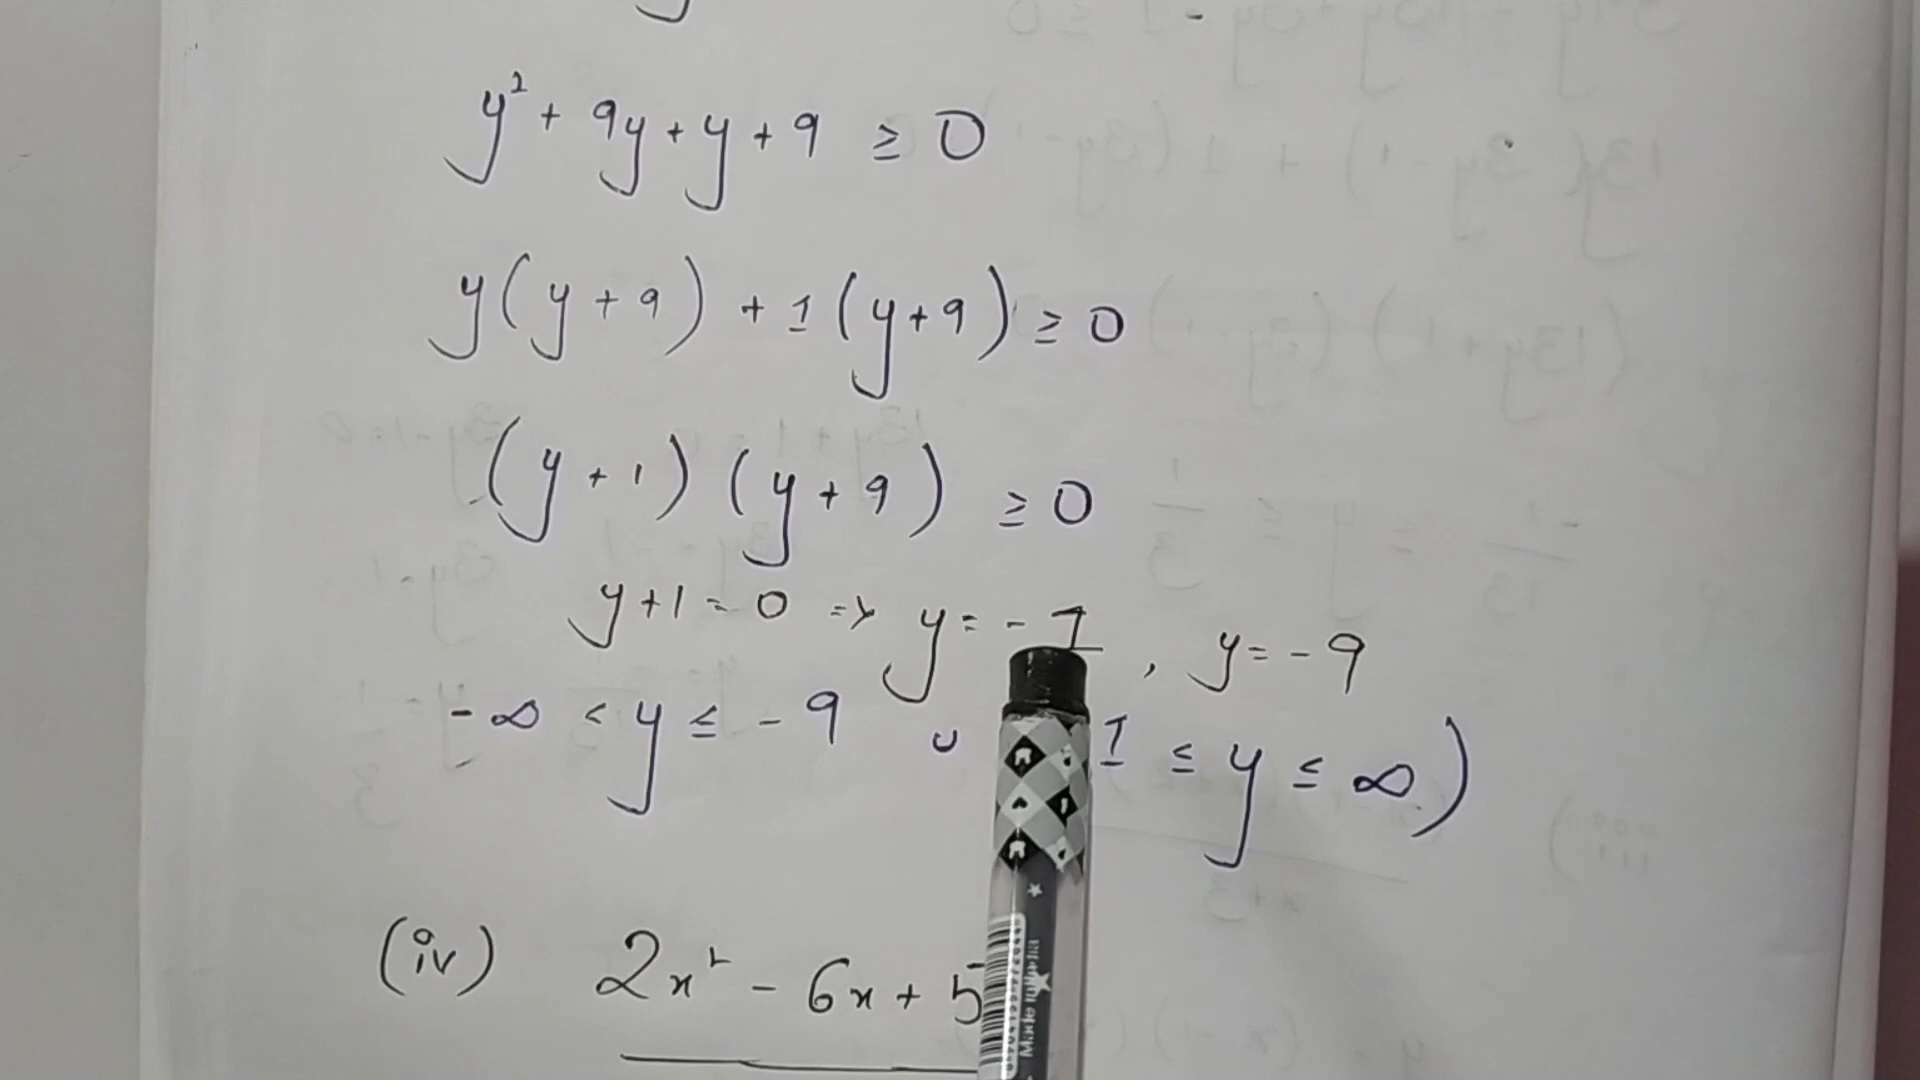 y² + 9y + y + 9 ≥ 0
y(y + 9) + 1(y + 9) ≥ 0
(y + 1)(y + 9) ≥ 0
y + 1 = 0 => y = - 1, y = - 9
- ∞ < y ≤ - 9 ∪ 1 ≤ y ≤ ∞)
(iv) 2x² - 6x + 5